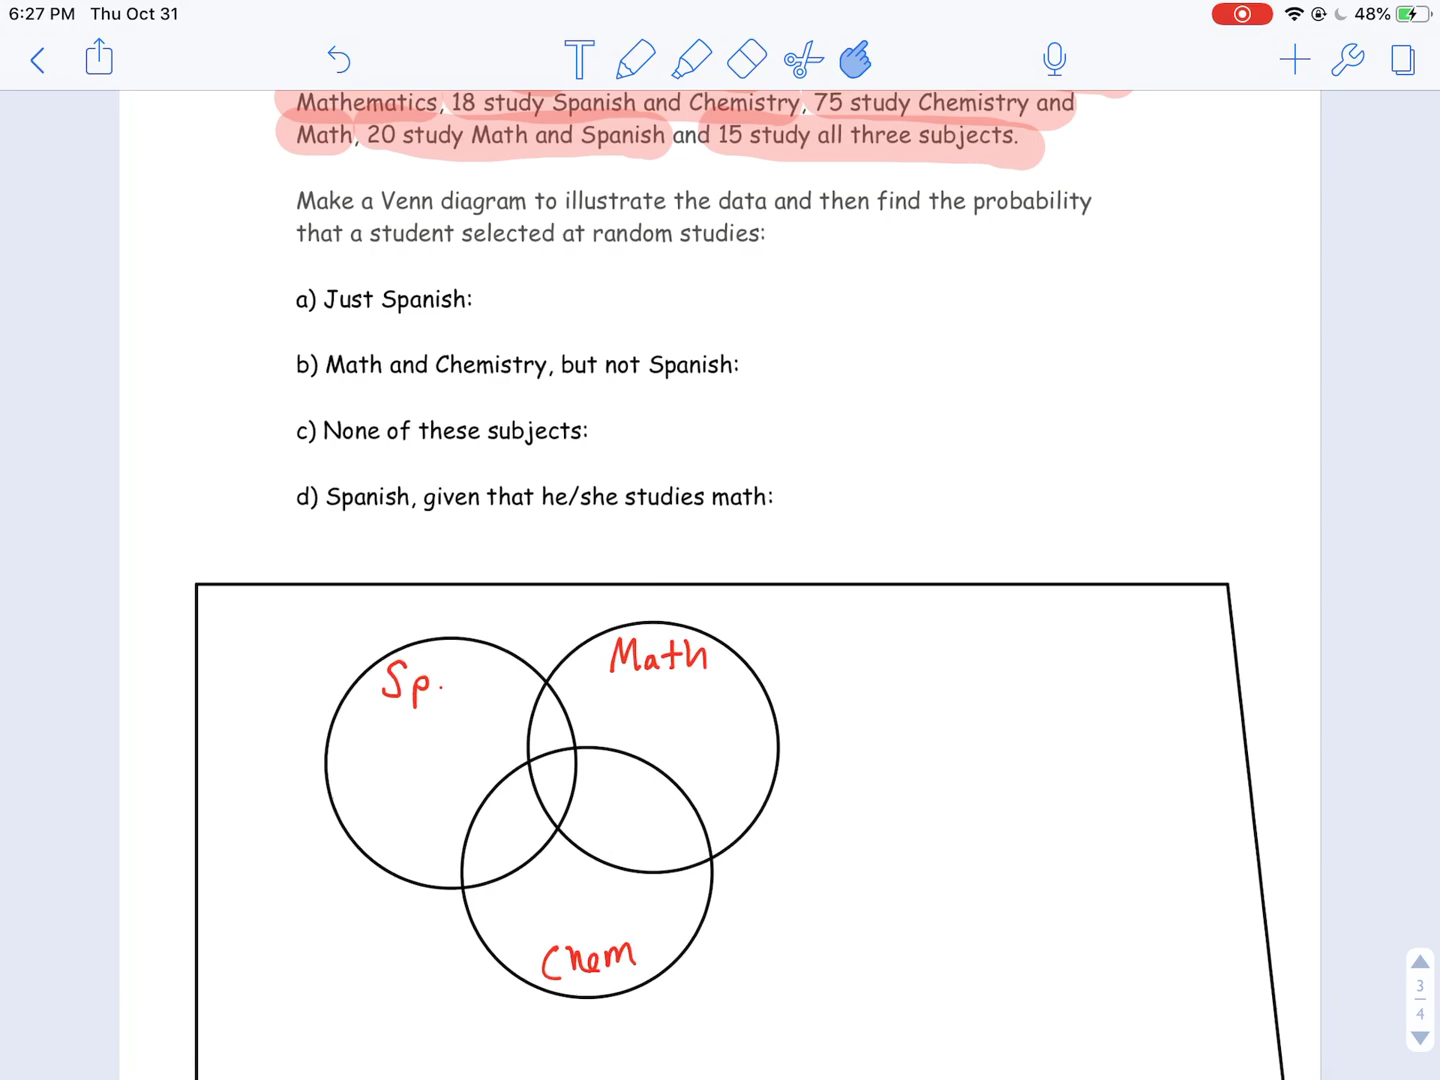 6:27 PM Thu Oct 31 48%
T
Mathematics, 18 study Spanish and Chemistry, 75 study Chemistry and
Math, 20 study Math and Spanish and 15 study all three subjects.
Make a Venn diagram to illustrate the data and then find the probability
that a student selected at random studies:
a) Just Spanish:
b) Math and Chemistry, but not Spanish:
c) None of these subjects:
d) Spanish, given that he/she studies math:
Math
Sp.
Chem
3
4